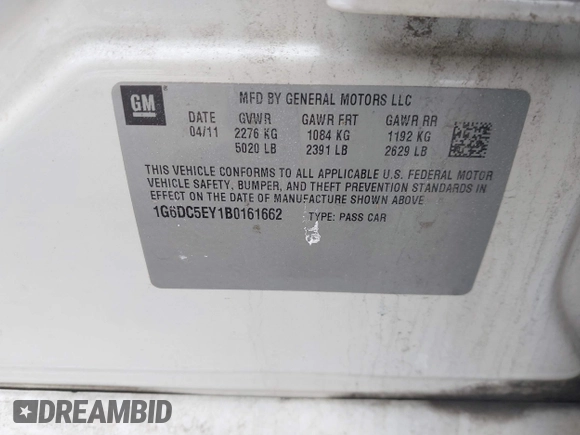 GM
MFD BY GENERAL MOTORS LLC
DATE GVWR GAWR FRT GAWR RR
04/11 2276 KG 1084 KG 1192 KG
5020 LB 2391 LB 2629 LB
THIS VEHICLE CONFORMS TO ALL APPLICABLE U.S. FEDERAL MOTOR
VEHICLE SAFETY, BUMPER, AND THEFT PREVENTION STANDARDS IN
EFFECT ON THE DATE OF MANUFACTURE SHOWN ABOVE
1G6DC5EY1B0161662 TYPE: PASS CAR
DREAMBID